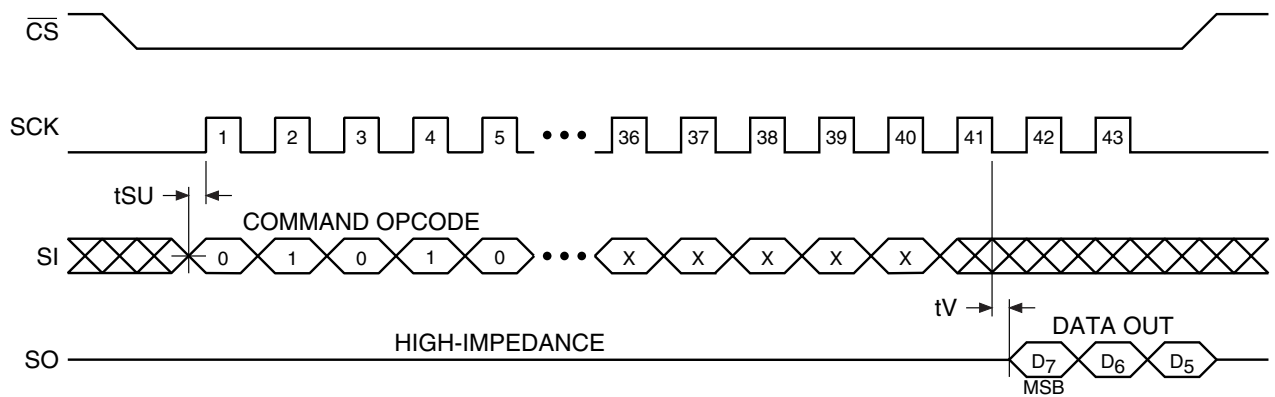 CS
SCK
1 2 3 4 5 ••• 36 37 38 39 40 41 42 43
tSU
COMMAND OPCODE
SI
0 1 0 1 0 ••• X X X X X
tV
DATA OUT
HIGH-IMPEDANCE
SO
D7 D6 D5
MSB